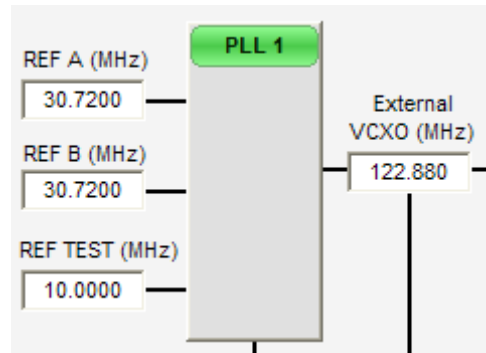 PLL 1
REF A (MHz)
30.7200
REF B (MHz)
30.7200
REF TEST (MHz)
10.0000
External
VCXO (MHz)
122.880